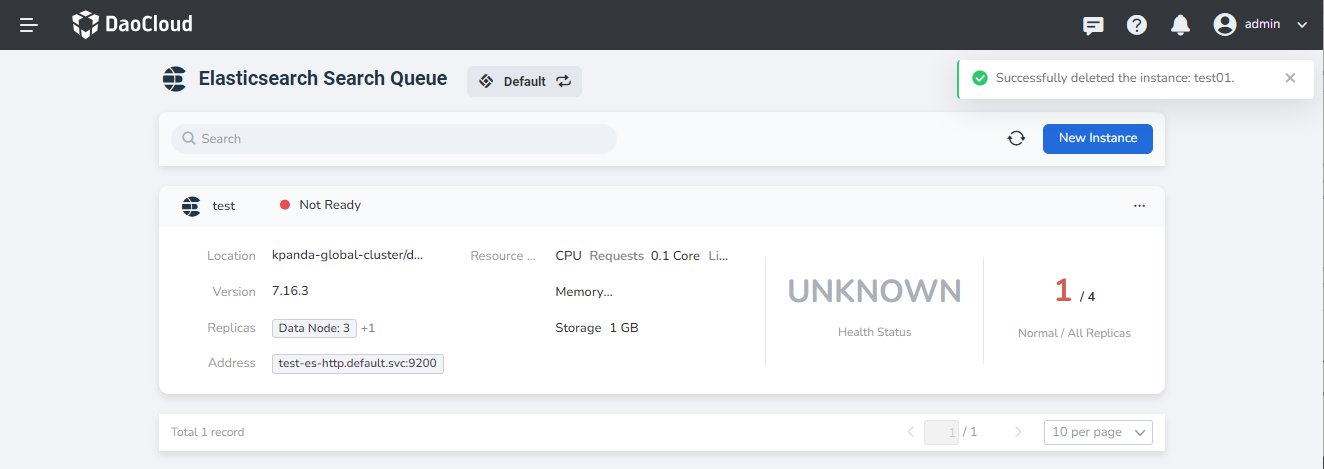 DaoCloud
admin
Elasticsearch Search Queue
Default
Successfully deleted the instance: test01.
Search
New Instance
test
Not Ready
Location kpanda-global-cluster/d...
Resource ... CPU Requests 0.1 Core Li...
Version 7.16.3
Memory...
Replicas Data Node: 3 +1
Storage 1 GB
Address test-es-http.default.svc:9200
UNKNOWN
Health Status
1 / 4
Normal / All Replicas
Total 1 record
1 / 1
10 per page